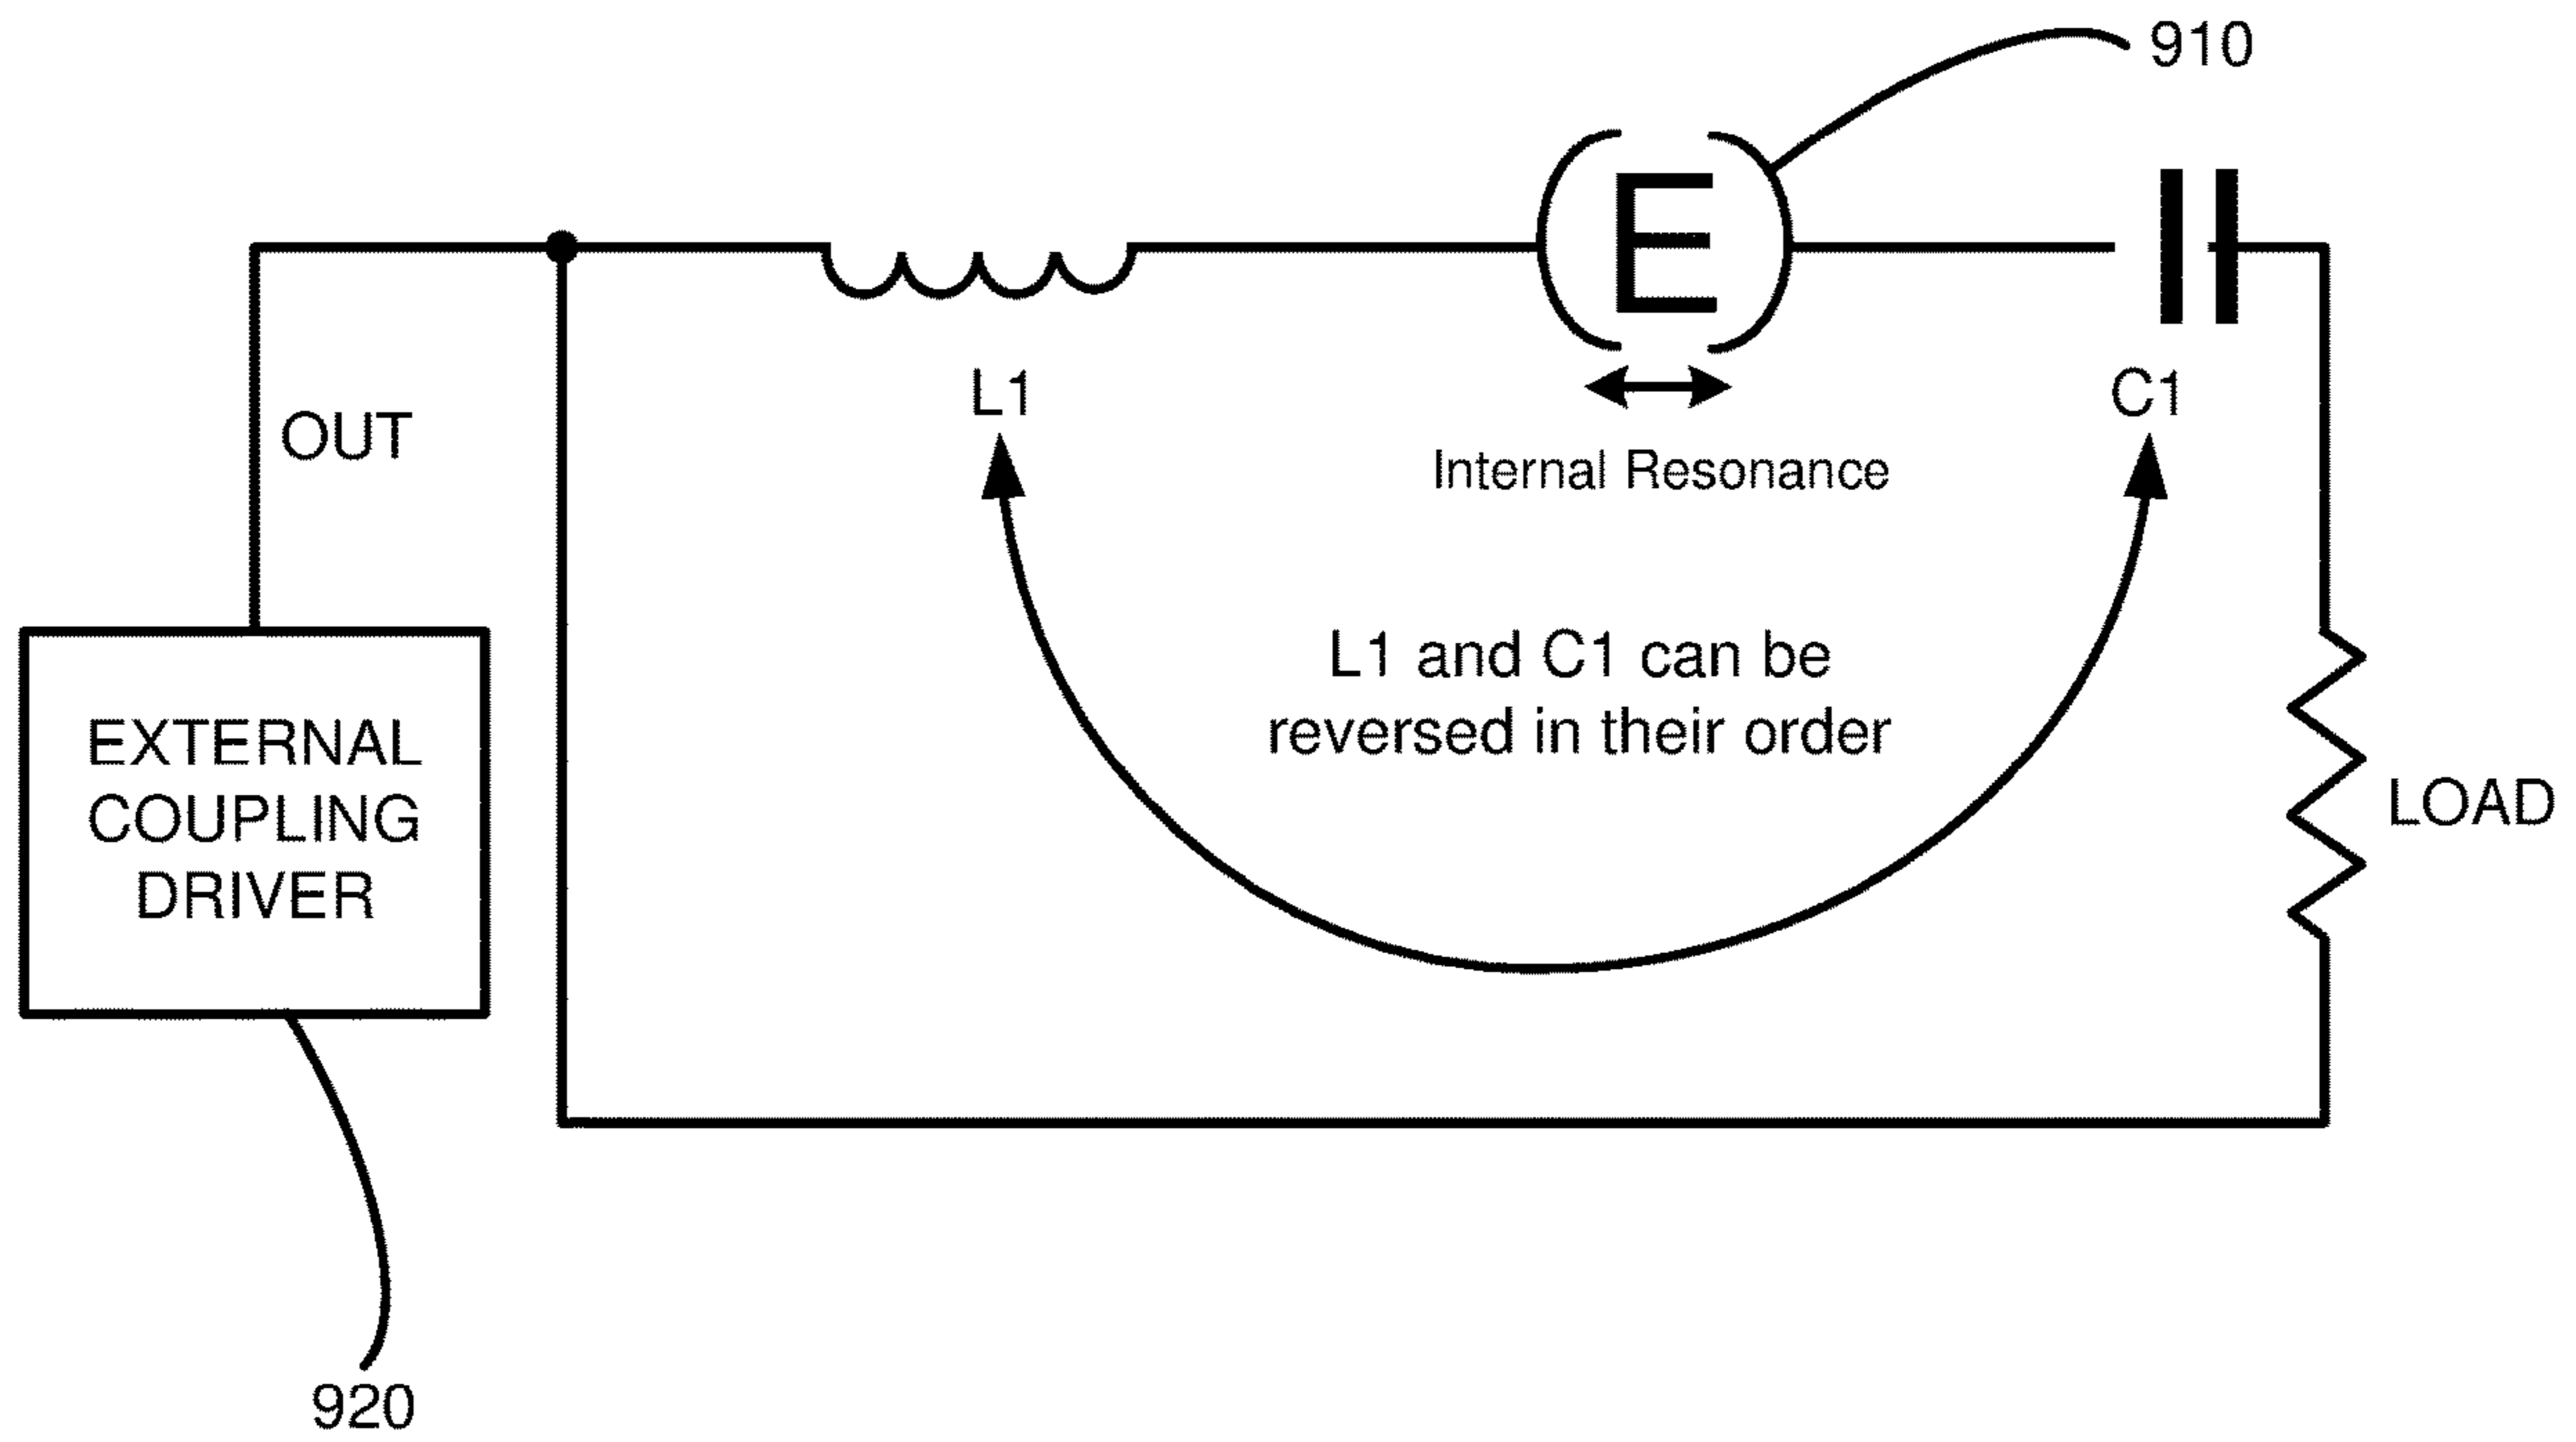 910
E
OUT
L1
C1
Internal Resonance
L1 and C1 can be
reversed in their order
EXTERNAL
COUPLING
DRIVER
LOAD
920